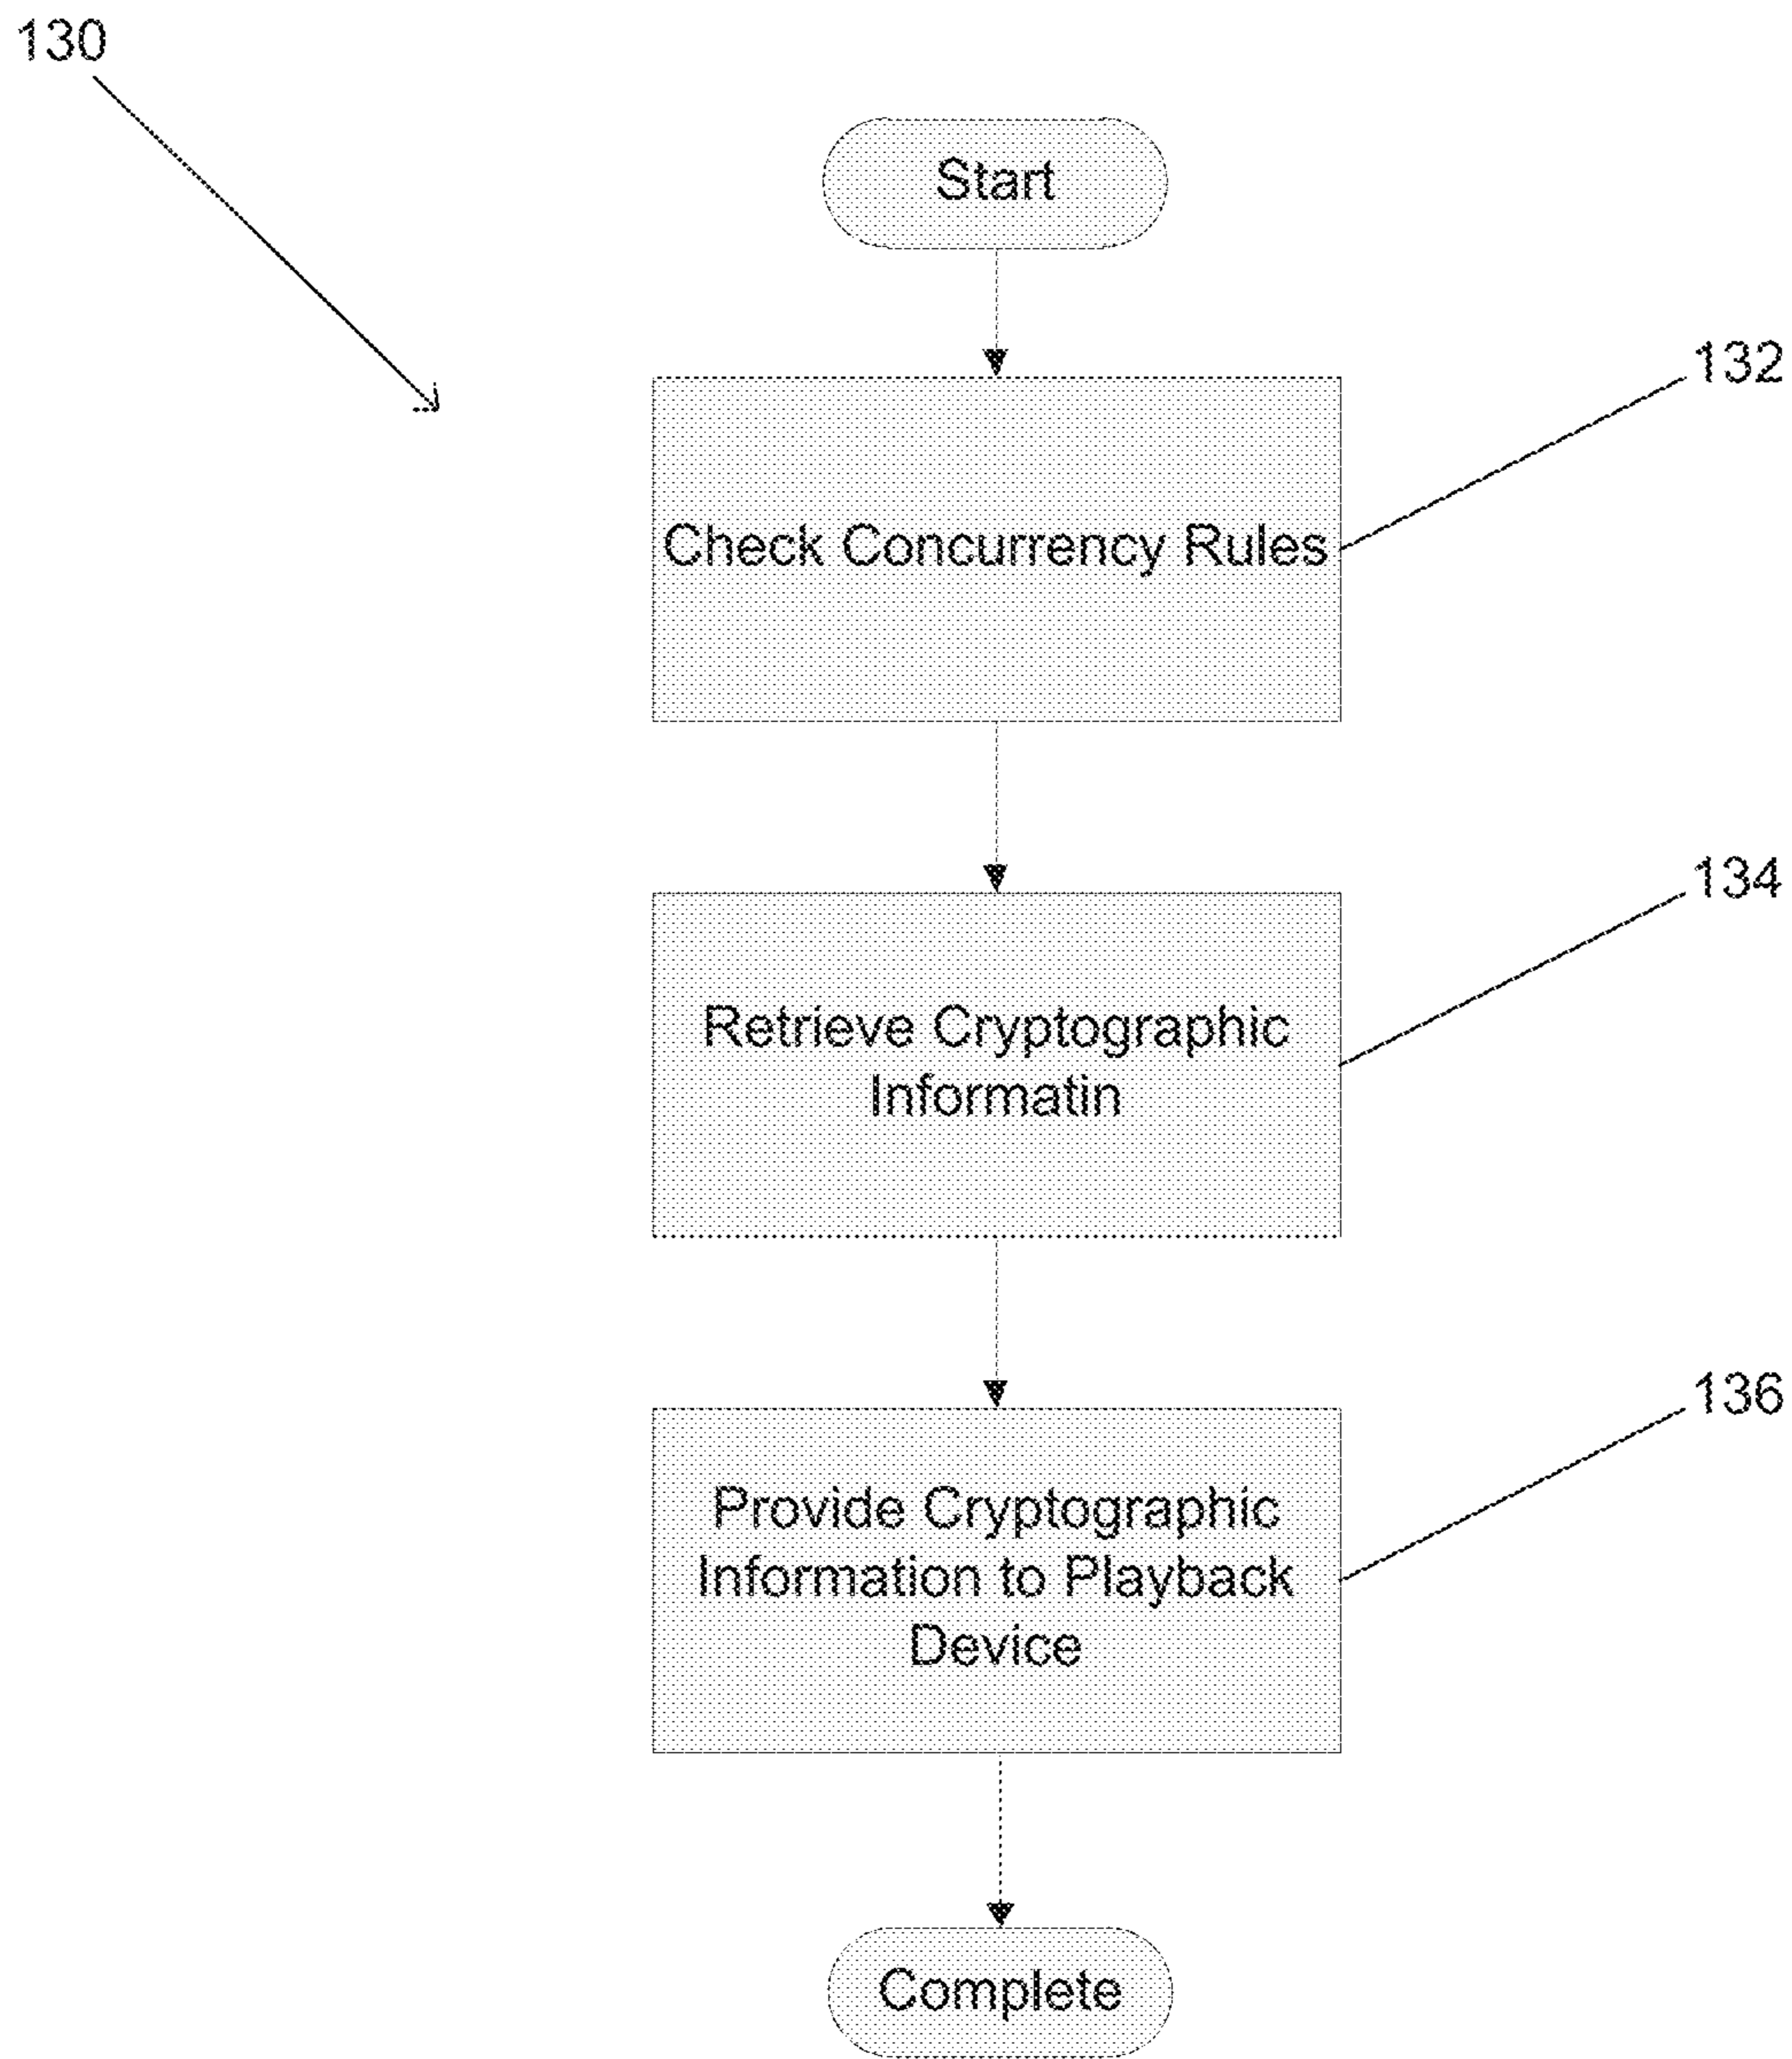 130
Start
132
Check Concurrency Rules
134
Retrieve Cryptographic
Informatin
136
Provide Cryptographic
Information to Playback
Device
Complete